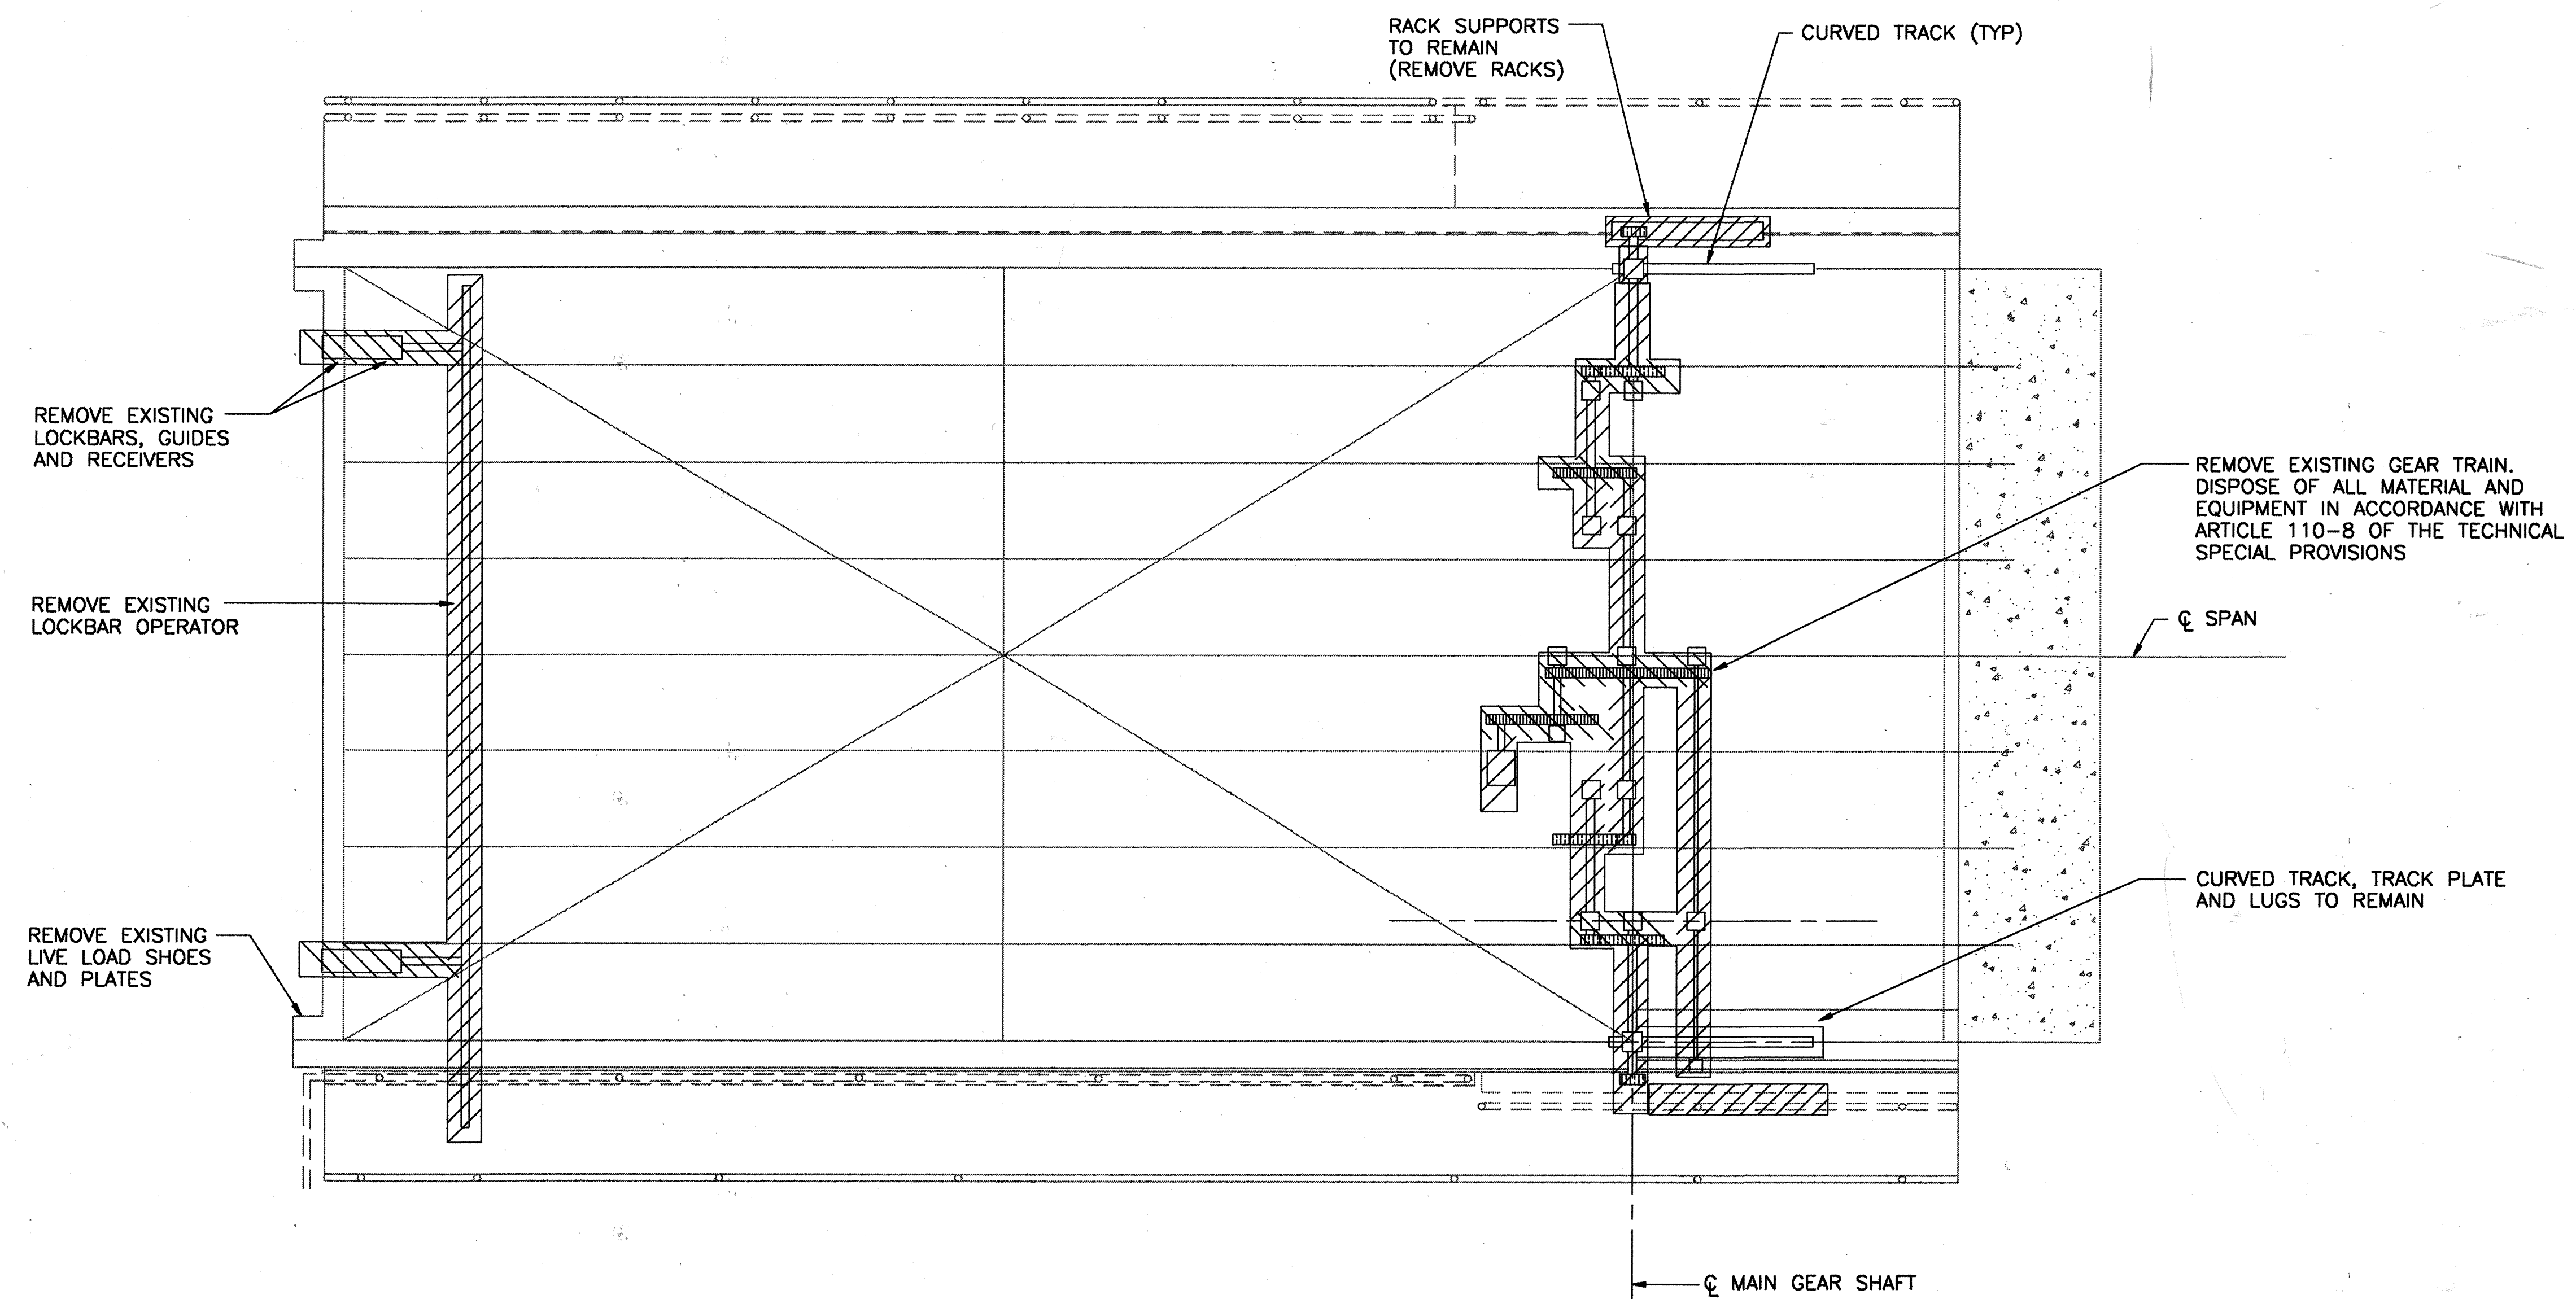 RACK SUPPORTS
TO REMAIN
(REMOVE RACKS)
CURVED TRACK (TYP)
REMOVE EXISTING
LOCKBARS, GUIDES
AND RECEIVERS
REMOVE EXISTING GEAR TRAIN.
DISPOSE OF ALL MATERIAL AND
EQUIPMENT IN ACCORDANCE WITH
ARTICLE 110-8 OF THE TECHNICAL
SPECIAL PROVISIONS
REMOVE EXISTING
LOCKBAR OPERATOR
℄ SPAN
CURVED TRACK, TRACK PLATE
AND LUGS TO REMAIN
REMOVE EXISTING
LIVE LOAD SHOES
AND PLATES
℄ MAIN GEAR SHAFT